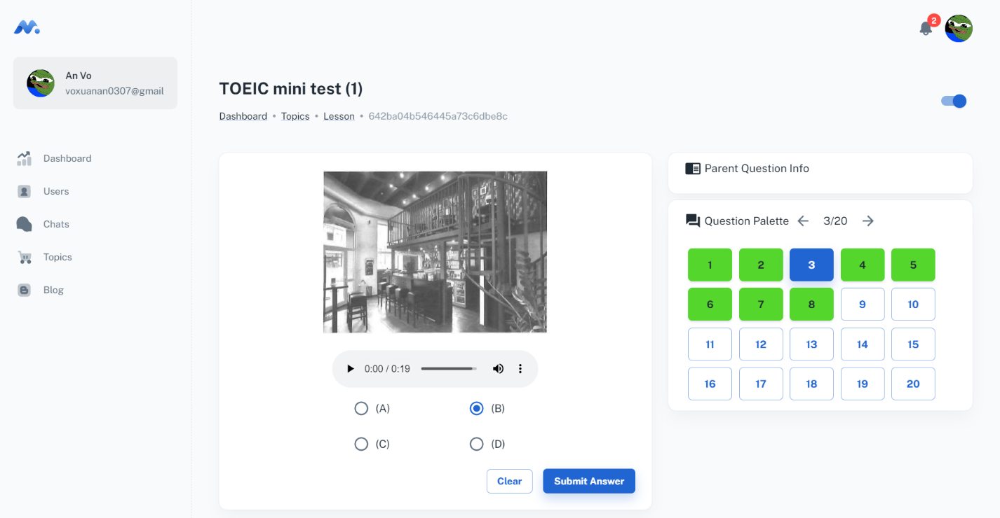 2
An Vo
voxuanan0307@gmail
Dashboard
Users
Chats
Topics
Blog
TOEIC mini test (1)
Dashboard • Topics • Lesson • 642ba04b546445a73c6dbe8c
0:00 / 0:19
(A) (B)
(C) (D)
Clear Submit Answer
Parent Question Info
Question Palette 3/20
1 2 3 4 5
6 7 8 9 10
11 12 13 14 15
16 17 18 19 20